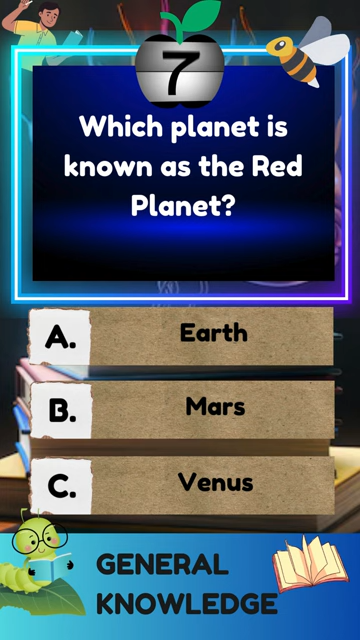 7
Which planet is
known as the Red
Planet?
A. Earth
B. Mars
C. Venus
GENERAL
KNOWLEDGE